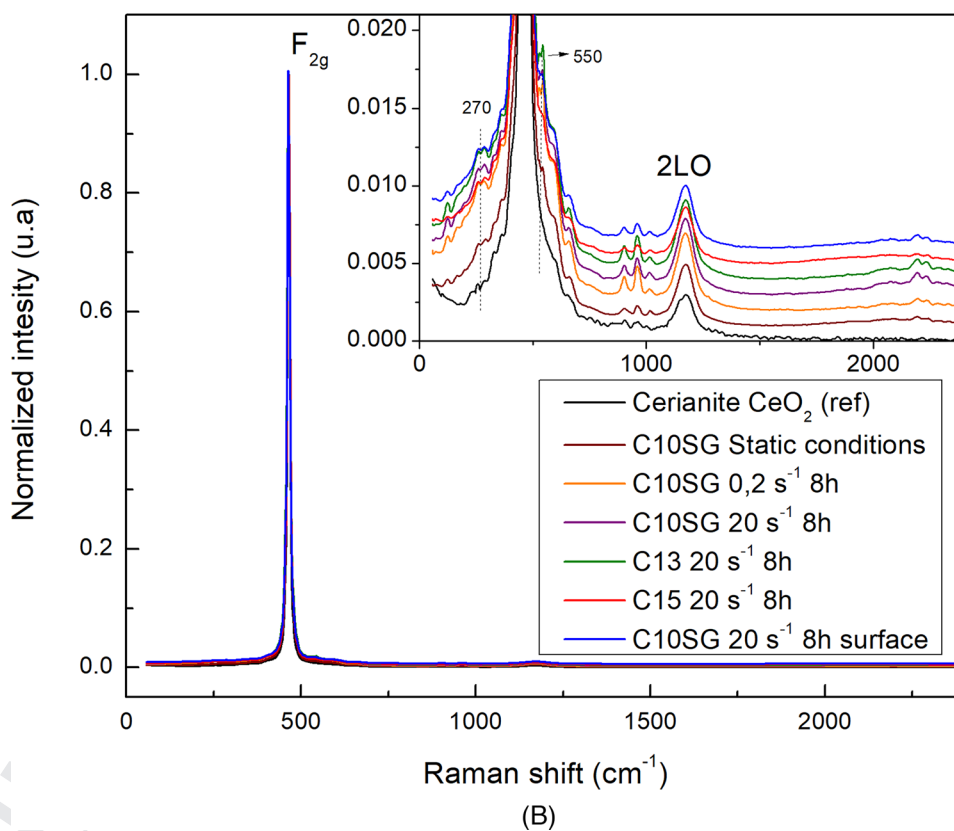 F2g
1.0
0.8
0.6
0.4
0.2
0.0
Normalized intesity (u.a)
0 500 1000 1500 2000
Raman shift (cm-1)
0.020
0.015
0.010
0.005
0.000
0 1000 2000
270
550
2LO
Cerianite CeO2 (ref)
C10SG Static conditions
C10SG 0,2 s-1 8h
C10SG 20 s-1 8h
C13 20 s-1 8h
C15 20 s-1 8h
C10SG 20 s-1 8h surface
(B)